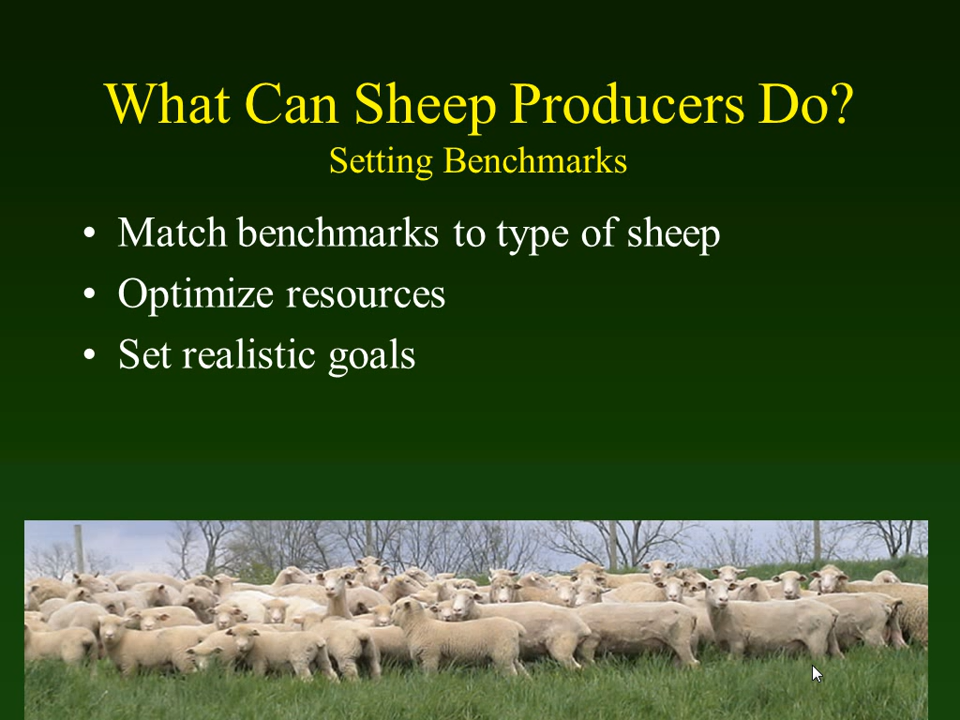 What Can Sheep Producers Do?
Setting Benchmarks
• Match benchmarks to type of sheep
• Optimize resources
• Set realistic goals